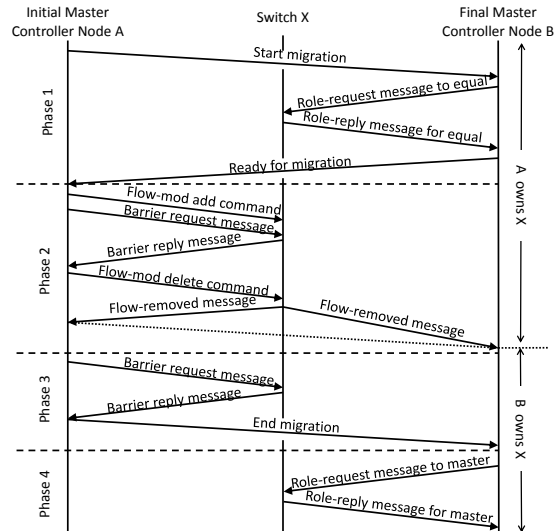 Initial Master
Controller Node A
Switch X
Final Master
Controller Node B
Phase 1
Start migration
Role-request message to equal
Role-reply message for equal
Ready for migration
A owns X
Phase 2
Flow-mod add command
Barrier request message
Barrier reply message
Flow-mod delete command
Flow-removed message
Flow-removed message
Phase 3
Barrier request message
Barrier reply message
End migration
B owns X
Phase 4
Role-request message to master
Role-reply message for master